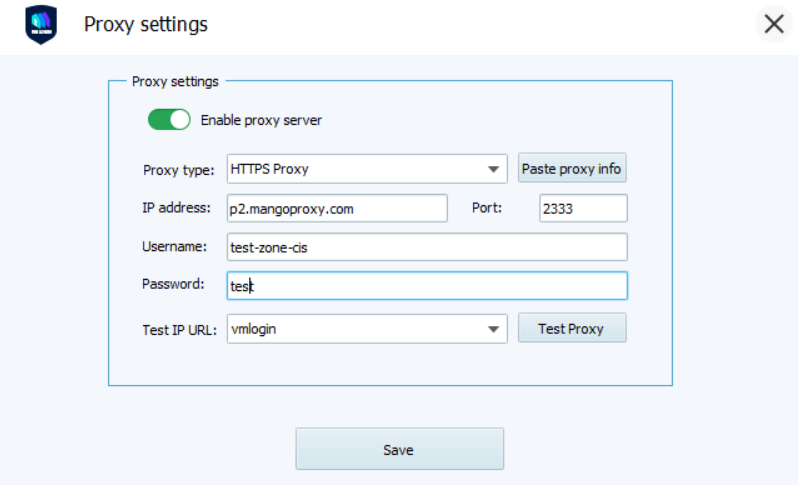 Proxy settings
Proxy settings
Enable proxy server
Proxy type: HTTPS Proxy Paste proxy info
IP address: p2.mangoproxy.com Port: 2333
Username: test-zone-cis
Password: test
Test IP URL: vmlogin Test Proxy
Save